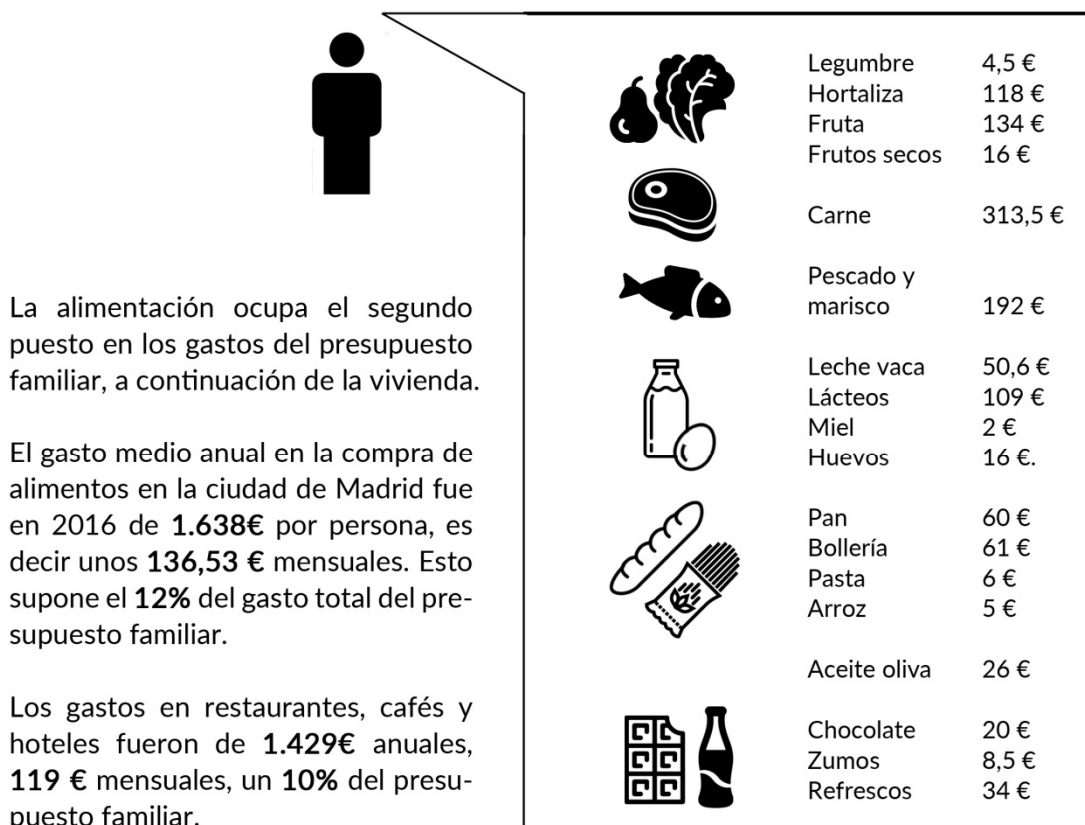 La alimentación ocupa el segundo
puesto en los gastos del presupuesto
familiar, a continuación de la vivienda.
El gasto medio anual en la compra de
alimentos en la ciudad de Madrid fue
en 2016 de 1.638€ por persona, es
decir unos 136,53 € mensuales. Esto
supone el 12% del gasto total del pre-
supuesto familiar.
Los gastos en restaurantes, cafés y
hoteles fueron de 1.429€ anuales,
119 € mensuales, un 10% del presu-
puesto familiar.
Legumbre 4,5 €
Hortaliza 118 €
Fruta 134 €
Frutos secos 16 €
Carne 313,5 €
Pescado y
marisco 192 €
Leche vaca 50,6 €
Lácteos 109 €
Miel 2 €
Huevos 16 €.
Pan 60 €
Bollería 61 €
Pasta 6 €
Arroz 5 €
Aceite oliva 26 €
Chocolate 20 €
Zumos 8,5 €
Refrescos 34 €